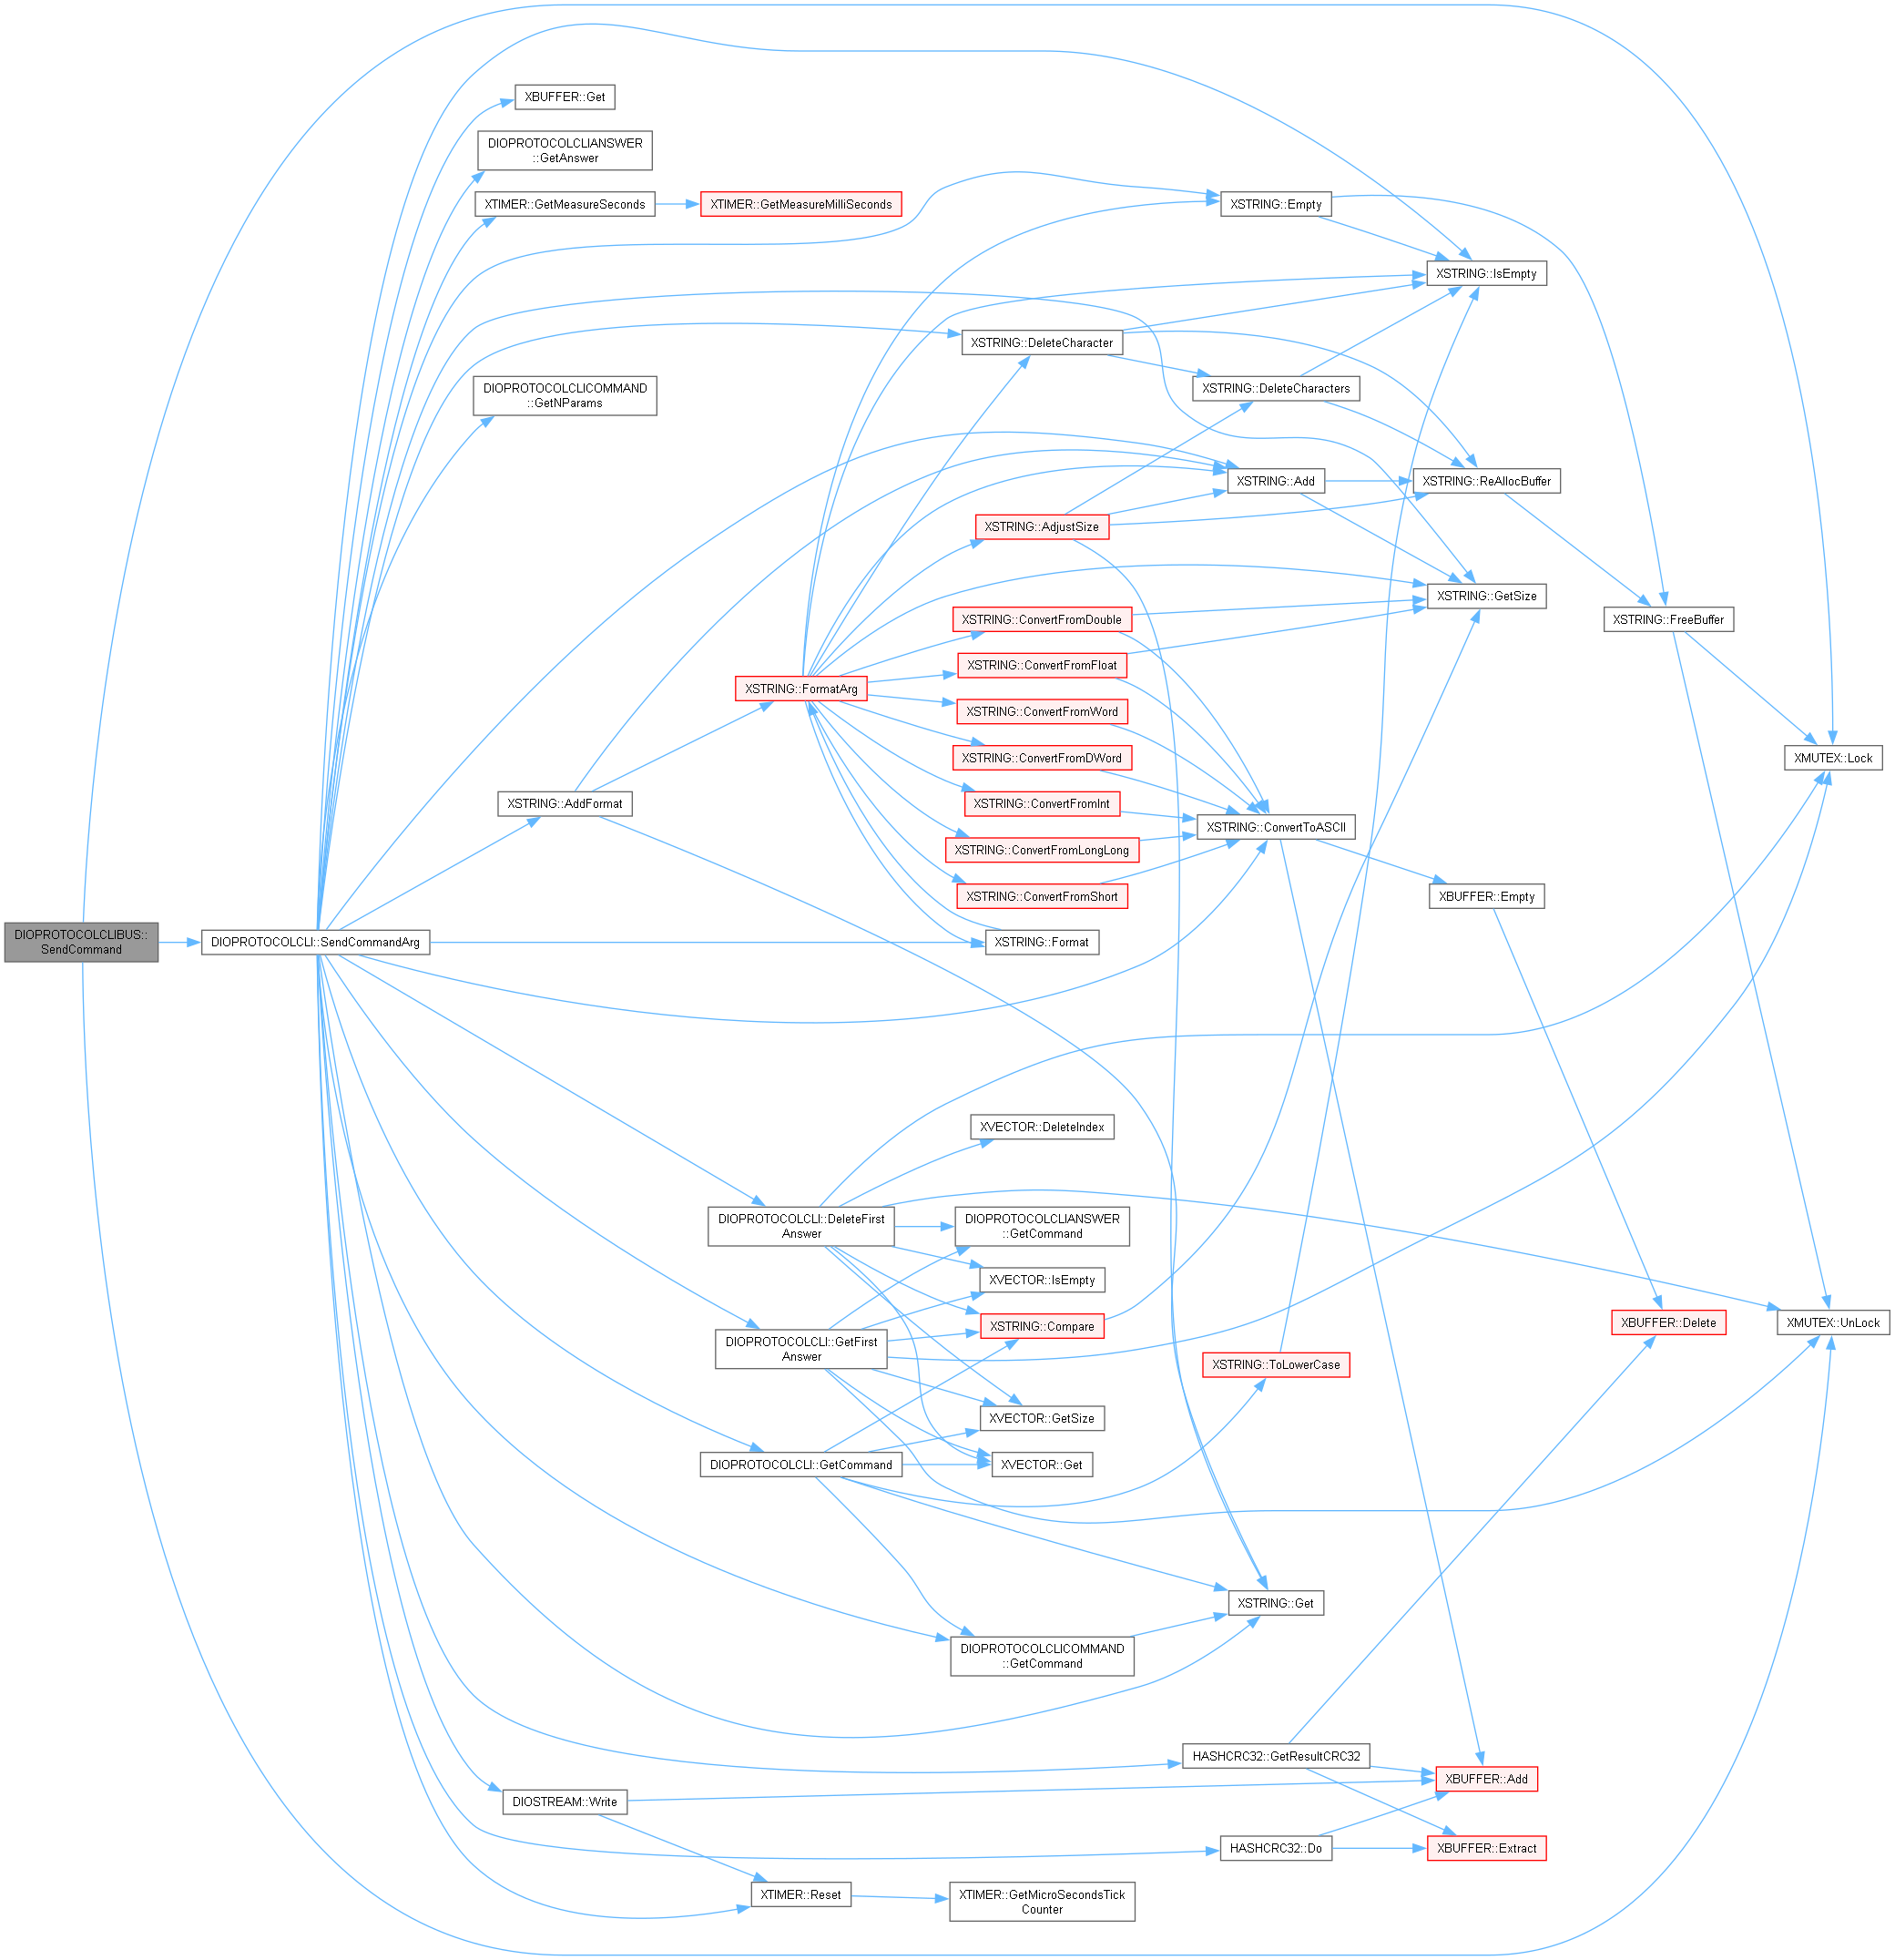 XBUFFER::Get
DIOPROTOCOLCLIANSWER
::GetAnswer
XTIMER::GetMeasureSeconds
XTIMER::GetMeasureMilliSeconds
XSTRING::Empty
XSTRING::IsEmpty
XSTRING::DeleteCharacter
DIOPROTOCOLCLICOMMAND
::GetNParams
XSTRING::DeleteCharacters
XSTRING::Add
XSTRING::ReAllocBuffer
XSTRING::AdjustSize
XSTRING::GetSize
XSTRING::ConvertFromDouble
XSTRING::FreeBuffer
XSTRING::ConvertFromFloat
XSTRING::FormatArg
XSTRING::ConvertFromWord
XSTRING::ConvertFromDWord
XMUTEX::Lock
XSTRING::AddFormat
XSTRING::ConvertFromInt
XSTRING::ConvertToASCII
XSTRING::ConvertFromLongLong
XSTRING::ConvertFromShort
XBUFFER::Empty
DIOPROTOCOLCLIBUS::
SendCommand
DIOPROTOCOLCLI::SendCommandArg
XSTRING::Format
XVECTOR::DeleteIndex
DIOPROTOCOLCLI::DeleteFirst
Answer
DIOPROTOCOLCLIANSWER
::GetCommand
XVECTOR::IsEmpty
XSTRING::Compare
XBUFFER::Delete
XMUTEX::UnLock
DIOPROTOCOLCLI::GetFirst
Answer
XSTRING::ToLowerCase
XVECTOR::GetSize
DIOPROTOCOLCLI::GetCommand
XVECTOR::Get
XSTRING::Get
DIOPROTOCOLCLICOMMAND
::GetCommand
HASHCRC32::GetResultCRC32
XBUFFER::Add
DIOSTREAM::Write
HASHCRC32::Do
XBUFFER::Extract
XTIMER::Reset
XTIMER::GetMicroSecondsTick
Counter